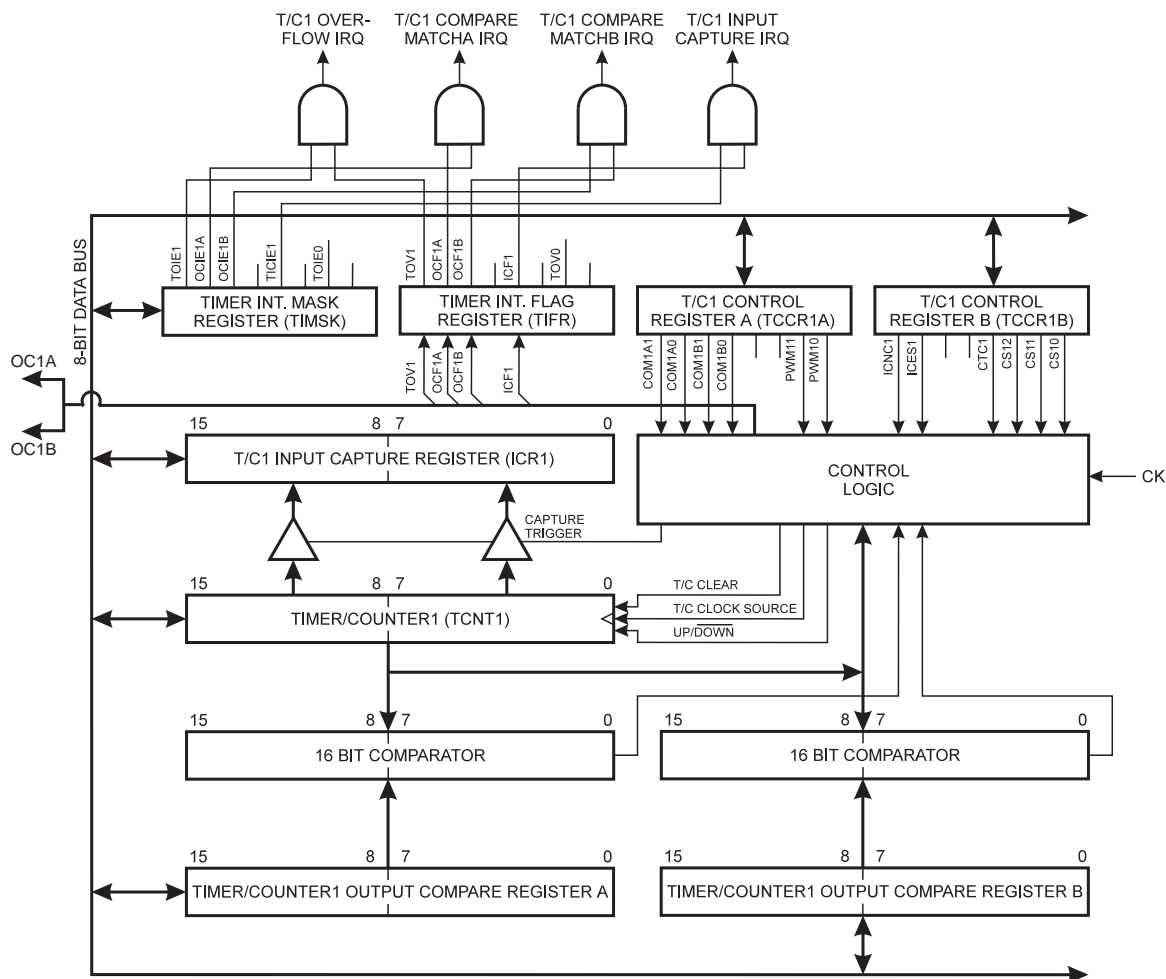 T/C1 OVER-
FLOW IRQ
T/C1 COMPARE
MATCHA IRQ
T/C1 COMPARE
MATCHB IRQ
T/C1 INPUT
CAPTURE IRQ
8-BIT DATA BUS
TOIE1
OCIE1A
OCIE1B
TICIE1
TOIE0
TOV1
OCF1A
OCF1B
ICF1
TOV0
TIMER INT. MASK
REGISTER (TIMSK)
TIMER INT. FLAG
REGISTER (TIFR)
T/C1 CONTROL
REGISTER A (TCCR1A)
T/C1 CONTROL
REGISTER B (TCCR1B)
TOV1
OCF1A
OCF1B
ICF1
COM1A1
COM1A0
COM1B1
COM1B0
PWM11
PWM10
ICNC1
ICES1
CTC1
CS12
CS11
CS10
OC1A
OC1B
15 8 7 0
T/C1 INPUT CAPTURE REGISTER (ICR1)
CONTROL
LOGIC
CK
CAPTURE
TRIGGER
15 8 7 0
TIMER/COUNTER1 (TCNT1)
T/C CLEAR
T/C CLOCK SOURCE
UP/DOWN
15 8 7 0
16 BIT COMPARATOR
15 8 7 0
16 BIT COMPARATOR
15 8 7 0
TIMER/COUNTER1 OUTPUT COMPARE REGISTER A
15 8 7 0
TIMER/COUNTER1 OUTPUT COMPARE REGISTER B